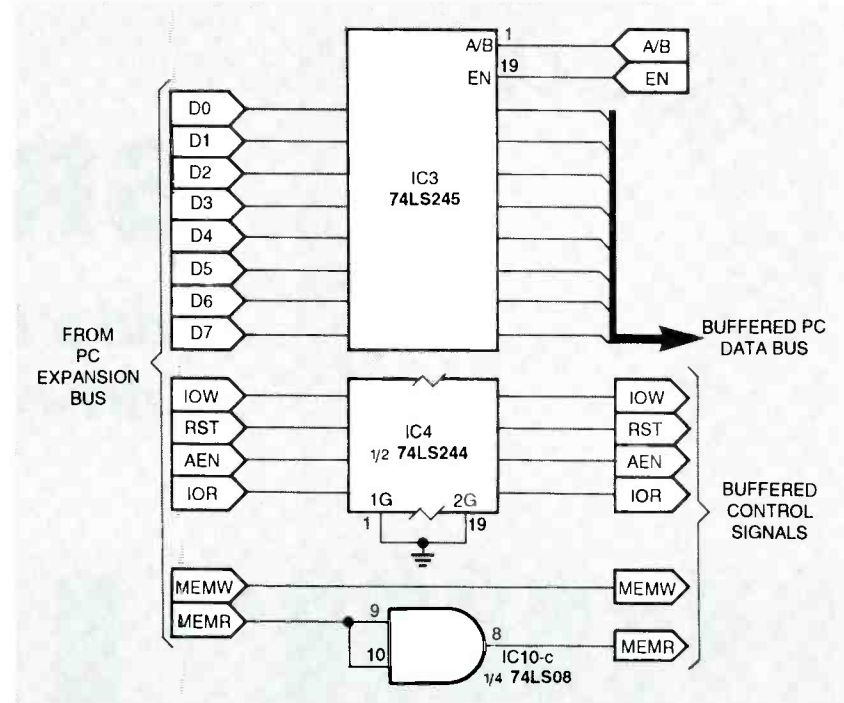 A/B 1 A/B
EN 19 EN
D0
D1
D2
D3
D4
D5
D6
D7
IC3
74LS245
FROM
PC
EXPANSION
BUS
BUFFERED PC
DATA BUS
IOW
RST
AEN
IOR
IC4
1/2 74LS244
1G 2G
1 19
IOW
RST
AEN
IOR
BUFFERED
CONTROL
SIGNALS
MEMW MEMW
MEMR 9
10
8 MEMR
IC10-c
1/4 74LS08